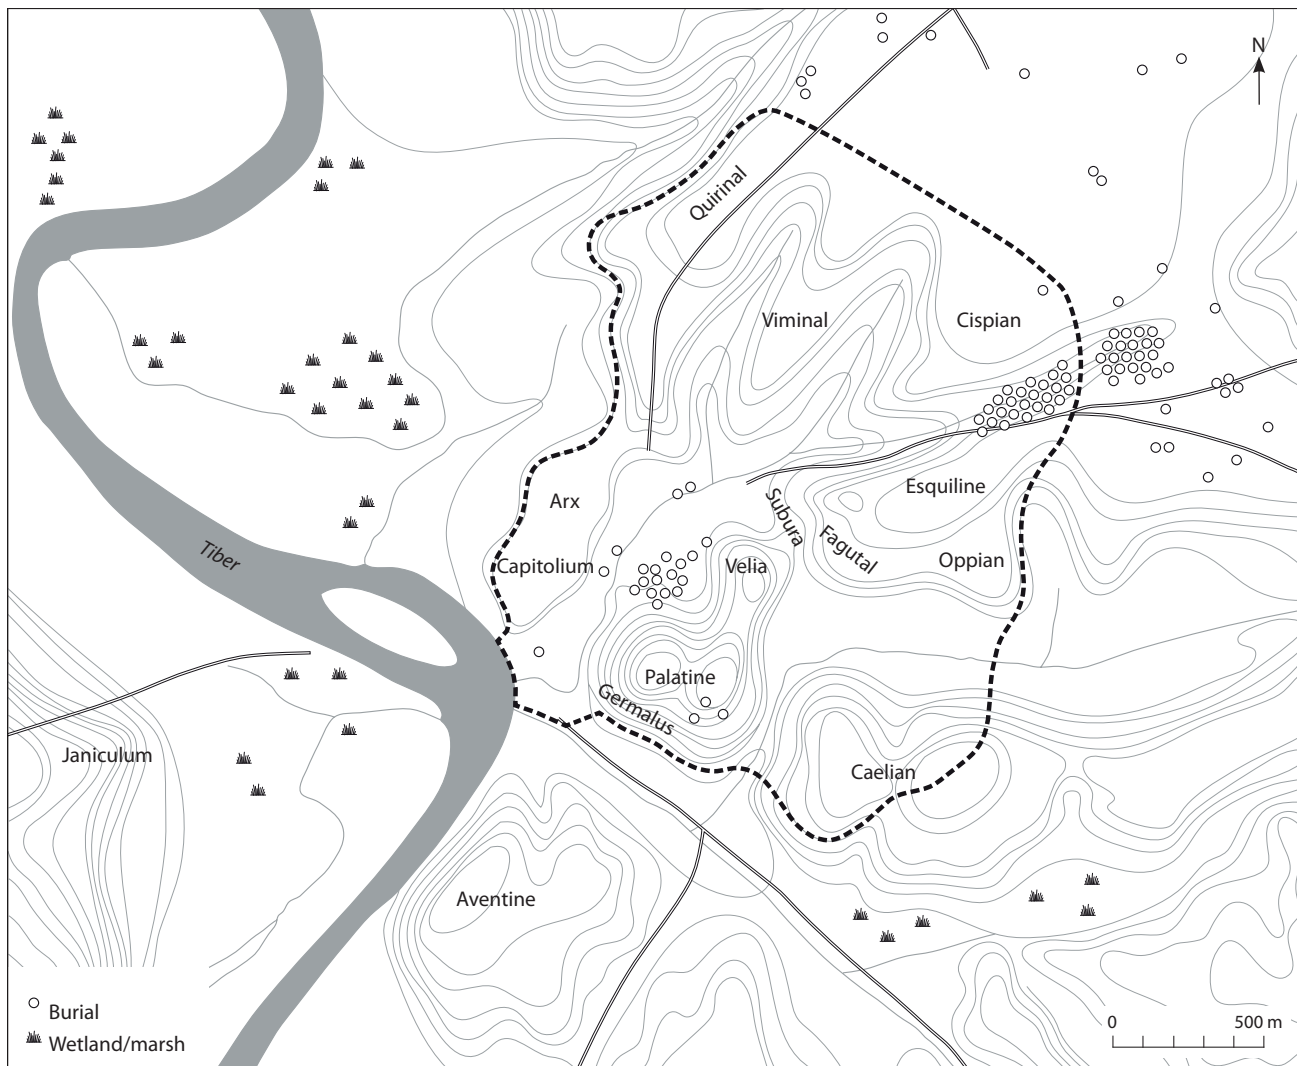 N
Quirinal
Viminal
Cispian
Arx
Subura
Esquiline
Fagutal
Tiber
Capitolium
Velia
Oppian
Palatine
Germalus
Janiculum
Caelian
Aventine
Burial
Wetland/marsh
0 500 m